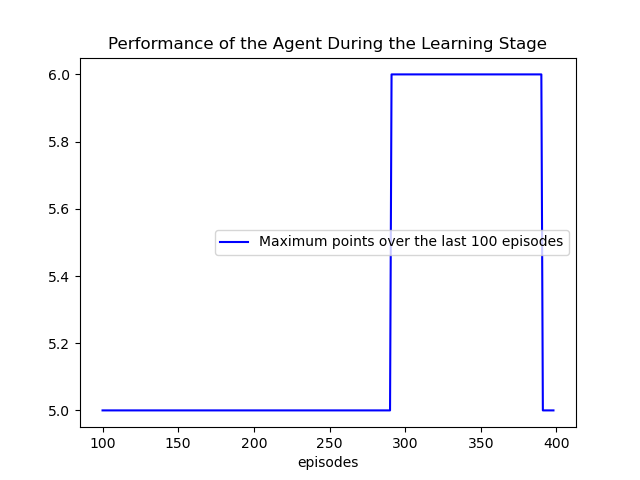 Performance of the Agent During the Learning Stage
6.0
5.8
5.6
Maximum points over the last 100 episodes
5.4
5.2
5.0
100 150 200 250 300 350 400
episodes